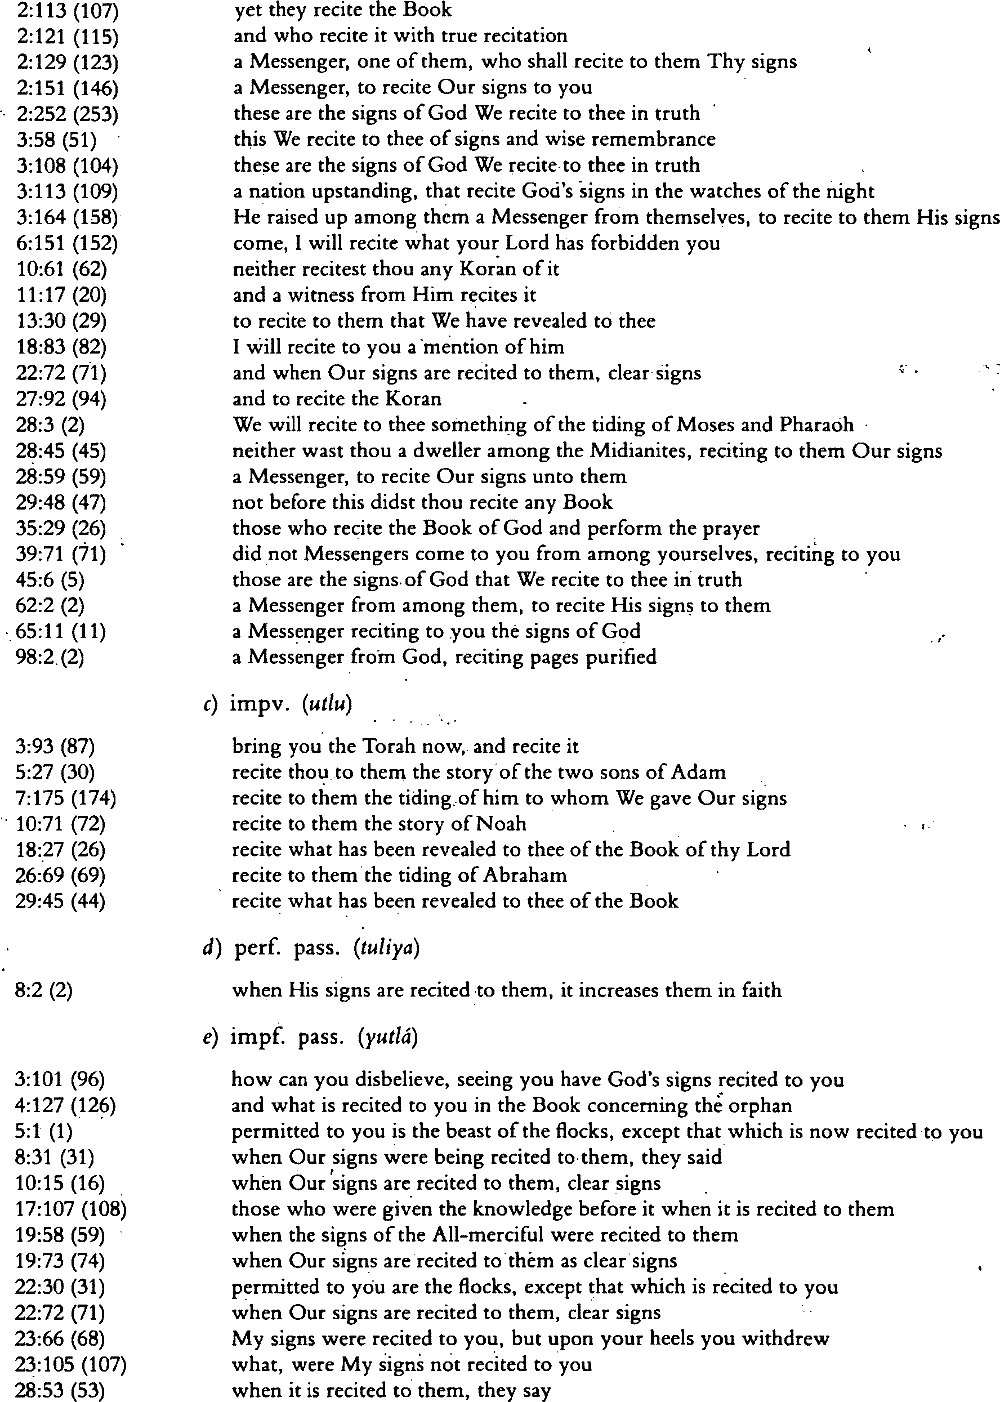 2:113 (107) yet they recite the Book
2:121 (115) and who recite it with true recitation
2:129 (123) a Messenger, one of them, who shall recite to them Thy signs
2:151 (146) a Messenger, to recite Our signs to you
2:252 (253) these are the signs of God We recite to thee in truth
3:58 (51) this We recite to thee of signs and wise remembrance
3:108 (104) these are the signs of God We recite to thee in truth
3:113 (109) a nation upstanding, that recite God's signs in the watches of the night
3:164 (158) He raised up among them a Messenger from themselves, to recite to them His signs
6:151 (152) come, I will recite what your Lord has forbidden you
10:61 (62) neither recitest thou any Koran of it
11:17 (20) and a witness from Him recites it
13:30 (29) to recite to them that We have revealed to thee
18:83 (82) I will recite to you a mention of him
22:72 (71) and when Our signs are recited to them, clear signs
27:92 (94) and to recite the Koran
28:3 (2) We will recite to thee something of the tiding of Moses and Pharaoh
28:45 (45) neither wast thou a dweller among the Midianites, reciting to them Our signs
28:59 (59) a Messenger, to recite Our signs unto them
29:48 (47) not before this didst thou recite any Book
35:29 (26) those who recite the Book of God and perform the prayer
39:71 (71) did not Messengers come to you from among yourselves, reciting to you
45:6 (5) those are the signs of God that We recite to thee in truth
62:2 (2) a Messenger from among them, to recite His signs to them
65:11 (11) a Messenger reciting to you the signs of God
98:2 (2) a Messenger from God, reciting pages purified
c) impv. (utlu)
3:93 (87) bring you the Torah now, and recite it
5:27 (30) recite thou to them the story of the two sons of Adam
7:175 (174) recite to them the tiding of him to whom We gave Our signs
10:71 (72) recite to them the story of Noah
18:27 (26) recite what has been revealed to thee of the Book of thy Lord
26:69 (69) recite to them the tiding of Abraham
29:45 (44) recite what has been revealed to thee of the Book
d) perf. pass. (tuliya)
8:2 (2) when His signs are recited to them, it increases them in faith
e) impf. pass. (yutlá)
3:101 (96) how can you disbelieve, seeing you have God's signs recited to you
4:127 (126) and what is recited to you in the Book concerning the orphan
5:1 (1) permitted to you is the beast of the flocks, except that which is now recited to you
8:31 (31) when Our signs were being recited to them, they said
10:15 (16) when Our signs are recited to them, clear signs
17:107 (108) those who were given the knowledge before it when it is recited to them
19:58 (59) when the signs of the All-merciful were recited to them
19:73 (74) when Our signs are recited to them as clear signs
22:30 (31) permitted to you are the flocks, except that which is recited to you
22:72 (71) when Our signs are recited to them, clear signs
23:66 (68) My signs were recited to you, but upon your heels you withdrew
23:105 (107) what, were My signs not recited to you
28:53 (53) when it is recited to them, they say